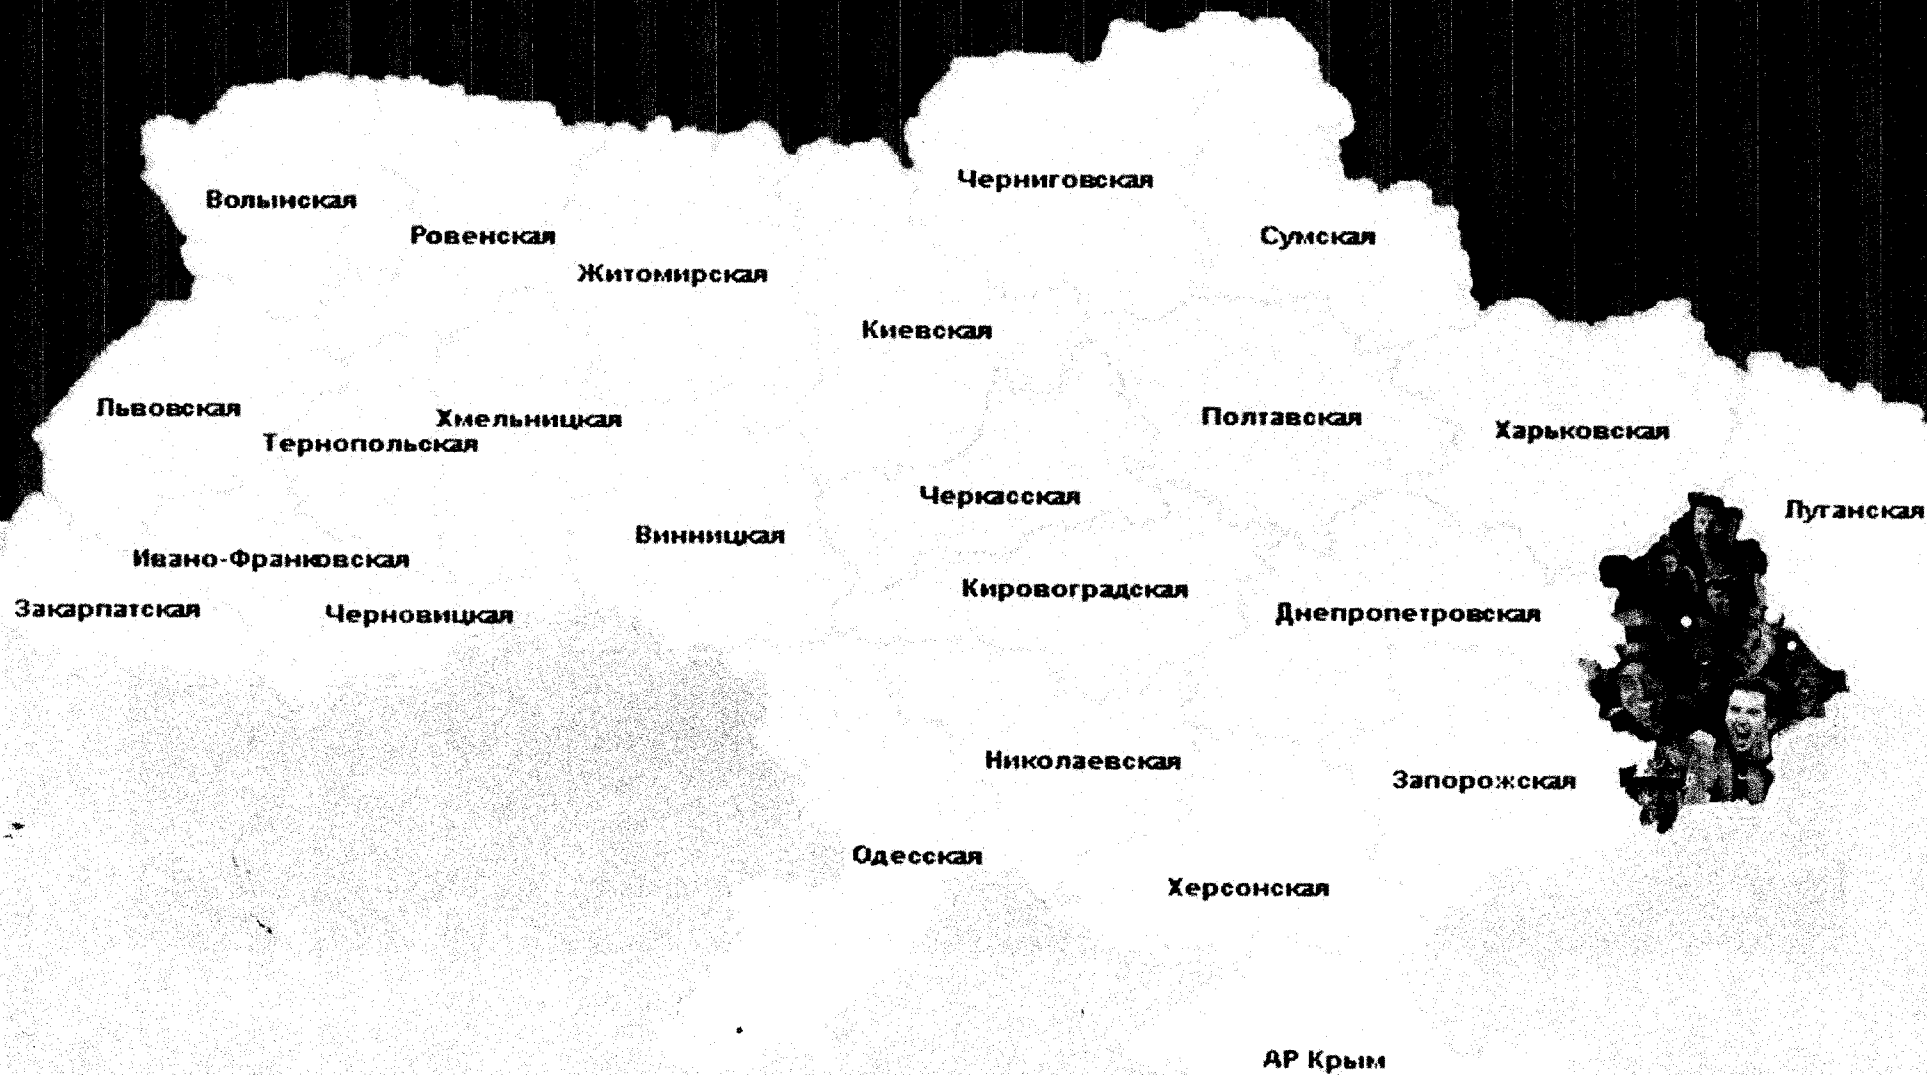 Черниговская
Волынская
Ровенская
Сумская
Житомирская
Киевская
Львовская
Хмельницкая
Тернопольская
Полтавская
Харьковская
Черкасская
Луганская
Винницкая
Ивано-Франковская
Кировоградская
Закарпатская
Черновицкая
Днепропетровская
Николаевская
Запорожская
Одесская
Херсонская
АР Крым